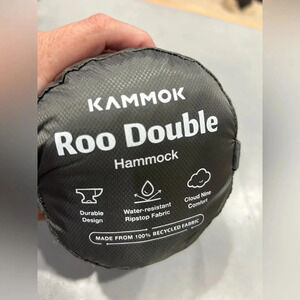 KAMMOK
Roo Double
Hammock
Durable
Design
Water-resistant
Ripstop Fabric
Cloud Nine
Comfort
MADE FROM 100% RECYCLED FABRIC